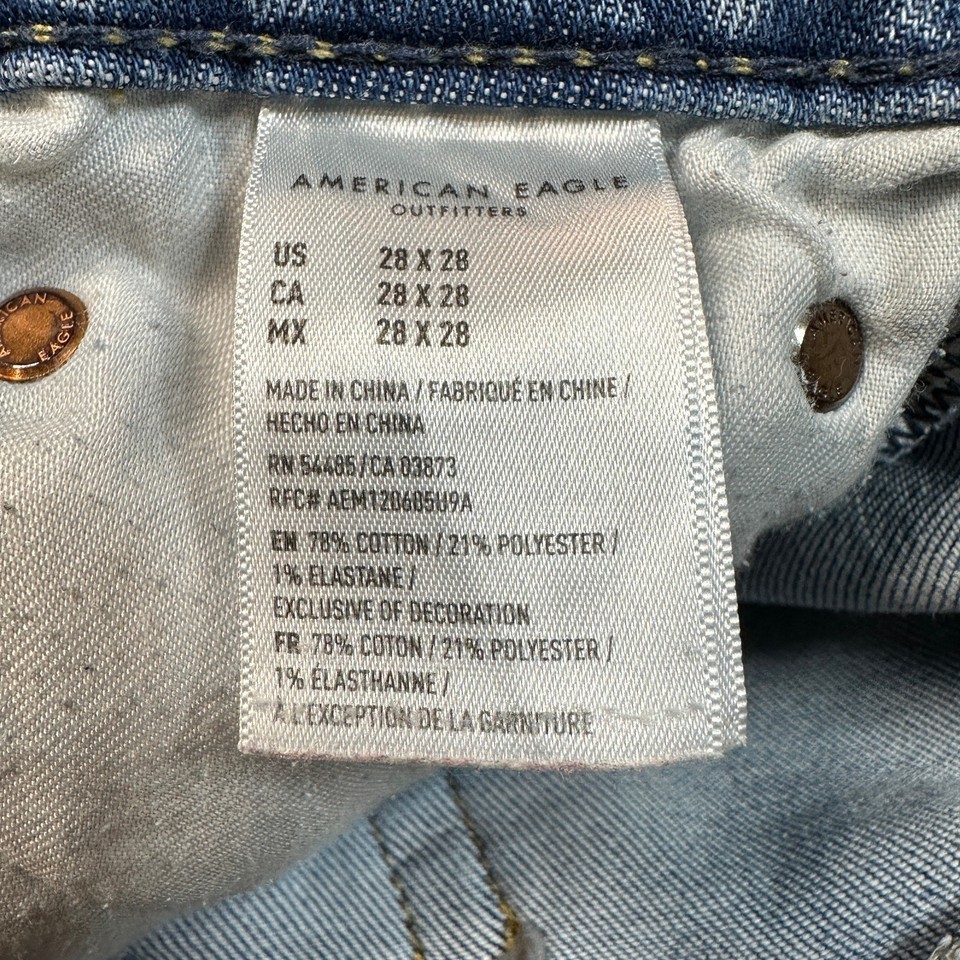 AMERICAN EAGLE
OUTFITTERS
US 28 X 28
CA 28 X 28
MX 28 X 28
MADE IN CHINA / FABRIQUÉ EN CHINE /
HECHO EN CHINA
RN 54485/CA 03873
RFC# AEM120605U9A
EN 78% COTTON / 21% POLYESTER /
1% ELASTANE /
EXCLUSIVE OF DECORATION
FR 78% COTON / 21% POLYESTER /
1% ÉLASTHANNE /
À L'EXCEPTION DE LA GARNITURE
EAGLE